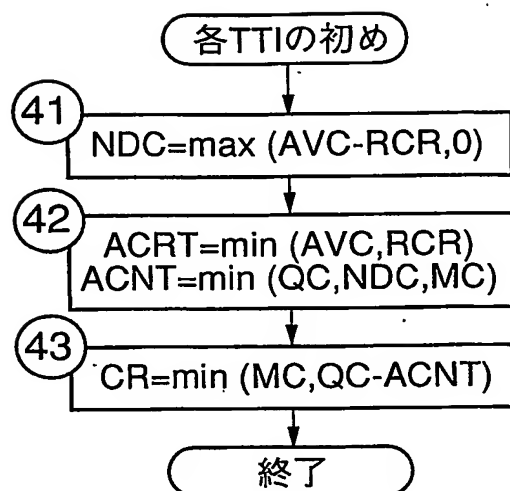 各TTIの初め
41
NDC=max (AVC-RCR,0)
42
ACRT=min (AVC,RCR)
ACNT=min (QC,NDC,MC)
43
CR=min (MC,QC-ACNT)
終了